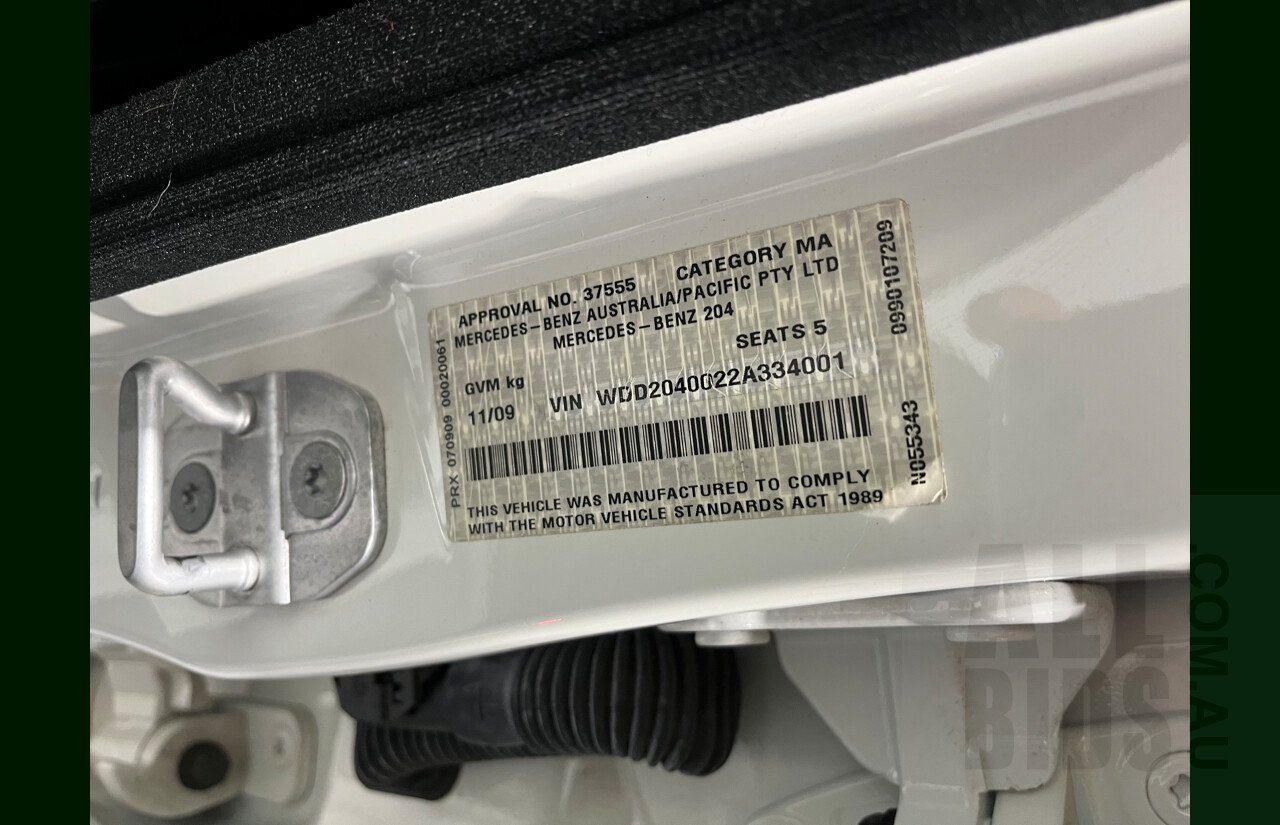 APPROVAL NO. 37555 CATEGORY MA
MERCEDES-BENZ AUSTRALIA/PACIFIC PTY LTD
MERCEDES-BENZ 204
SEATS 5
GVM kg
11/09 VIN WDD2040022A334001
THIS VEHICLE WAS MANUFACTURED TO COMPLY
WITH THE MOTOR VEHICLE STANDARDS ACT 1989
PRX 070909 00020061
0990107209
N055343
ALL
BIDS
.COM.AU